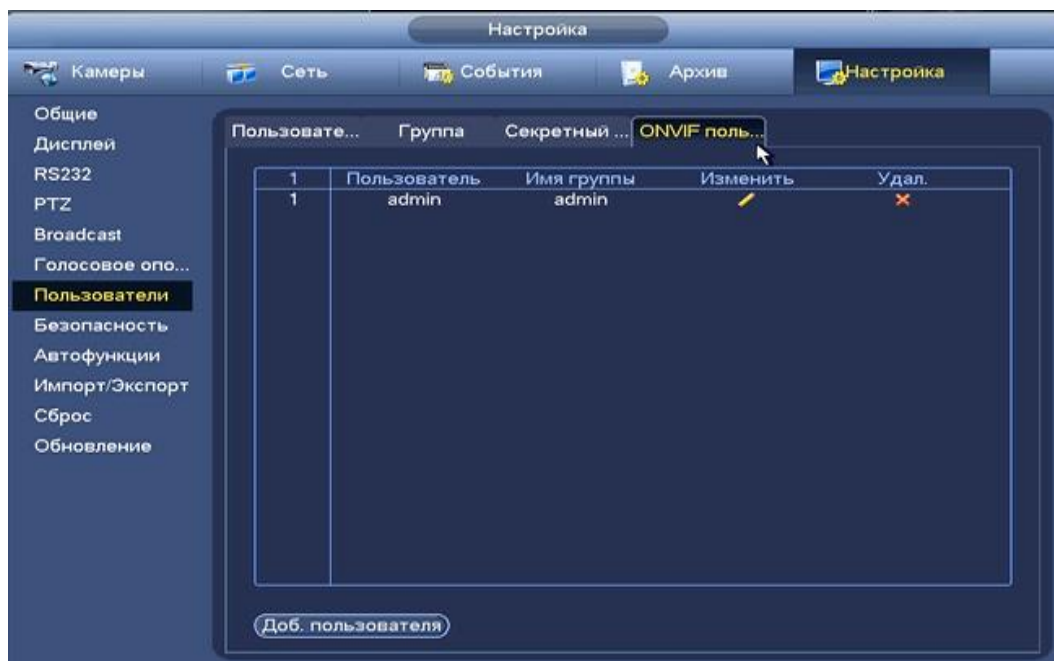 Настройка
Камеры Сеть События Архив Настройка
Общие
Дисплей
RS232
PTZ
Broadcast
Голосовое опо...
Пользователи
Безопасность
Автофункции
Импорт/Экспорт
Сброс
Обновление
Пользовате... Группа Секретный ... ONVIF поль...
1 Пользователь Имя группы Изменить Удал.
1 admin admin
Доб. пользователя